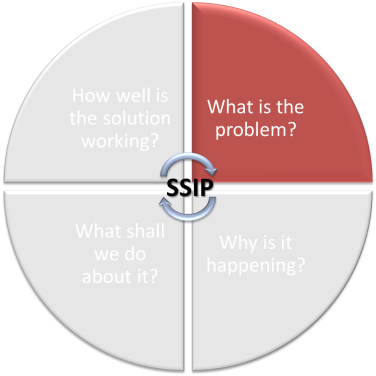 How well is
the solution
working?
What is the
problem?
SSIP
What shall
we do
about it?
Why is it
happening?